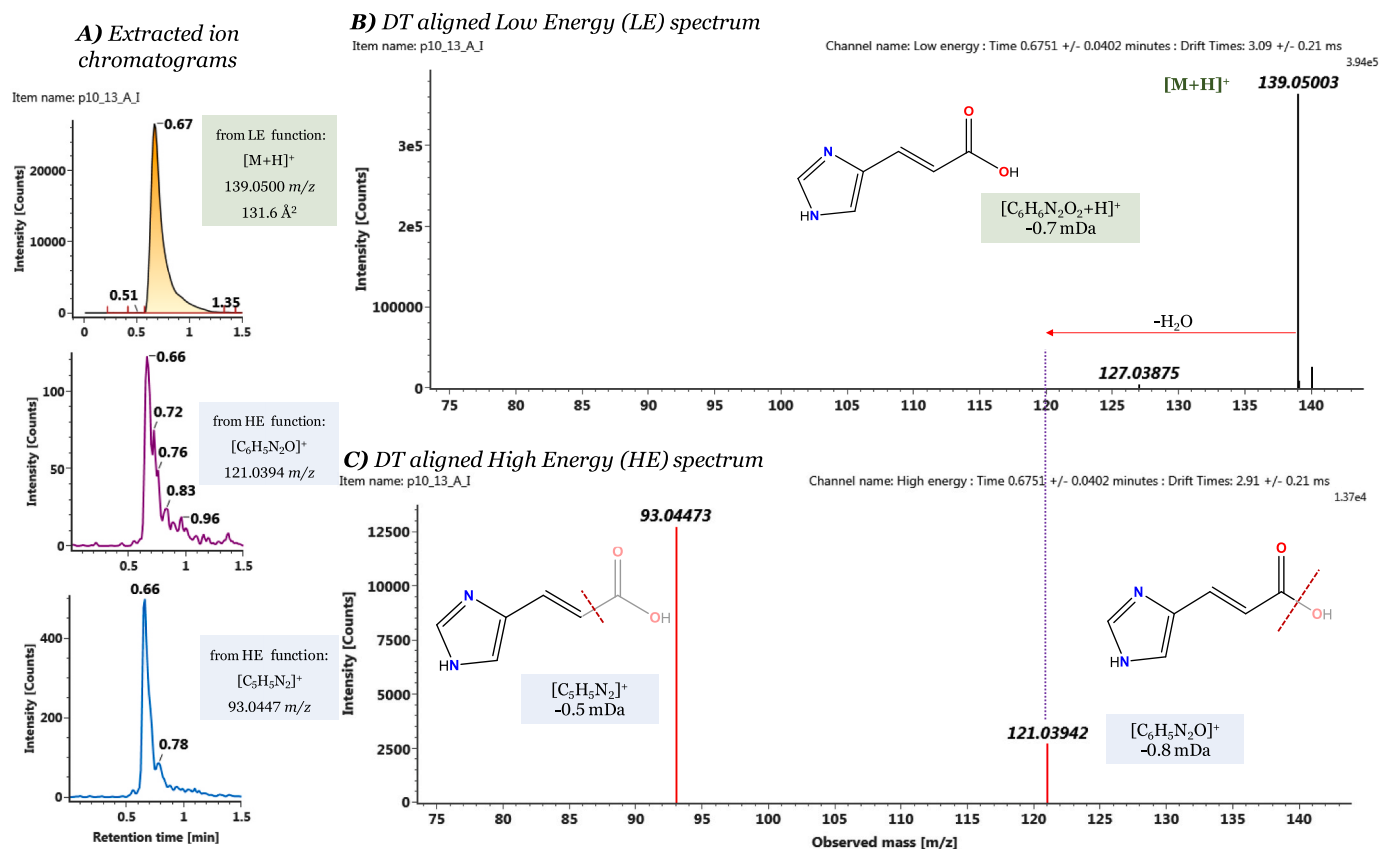 A) Extracted ion
chromatograms
Item name: p10_13_A_I
Intensity [Counts]
20000
10000
0
0.67
0.51
1.35
0
0.5
1
1.5
from LE function:
[M+H]⁺
139.0500 m/z
131.6 Å²
Intensity [Counts]
100
50
0
0.66
0.72
0.76
0.83
0.96
0.5
1
1.5
from HE function:
[C₆H₅N₂O]⁺
121.0394 m/z
Intensity [Counts]
400
200
0
0.66
0.78
0.5
1
1.5
Retention time [min]
from HE function:
[C₅H₅N₂]⁺
93.0447 m/z
B) DT aligned Low Energy (LE) spectrum
Item name: p10_13_A_I
Channel name: Low energy : Time 0.6751 +/- 0.0402 minutes : Drift Times: 3.09 +/- 0.21 ms
3.94e5
[M+H]⁺
139.05003
Intensity [Counts]
3e5
2e5
100000
0
N
HN
O
OH
[C₆H₆N₂O₂+H]⁺
-0.7 mDa
-H₂O
127.03875
75
80
85
90
95
100
105
110
115
120
125
130
135
140
C) DT aligned High Energy (HE) spectrum
Item name: p10_13_A_I
Channel name: High energy : Time 0.6751 +/- 0.0402 minutes : Drift Times: 2.91 +/- 0.21 ms
1.37e4
Intensity [Counts]
12500
10000
7500
5000
2500
0
93.04473
N
HN
O
OH
[C₅H₅N₂]⁺
-0.5 mDa
121.03942
N
HN
O
OH
[C₆H₅N₂O]⁺
-0.8 mDa
75
80
85
90
95
100
105
110
115
120
125
130
135
140
Observed mass [m/z]